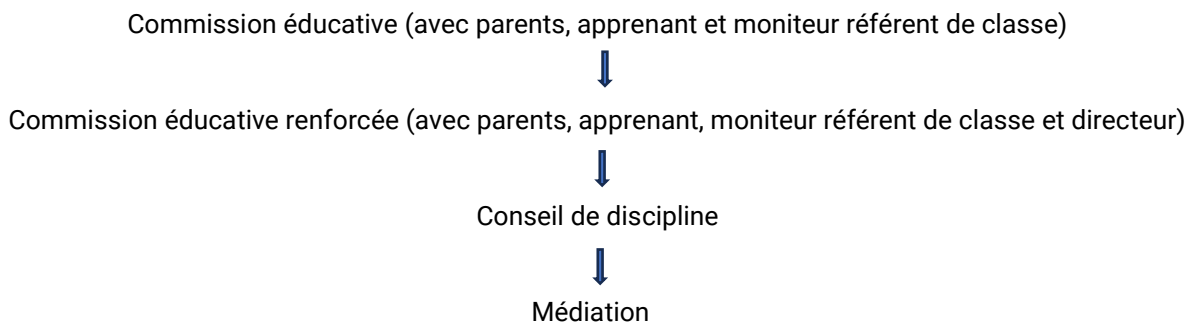 Commission éducative (avec parents, apprenant et moniteur référent de classe)
Commission éducative renforcée (avec parents, apprenant, moniteur référent de classe et directeur)
Conseil de discipline
Médiation